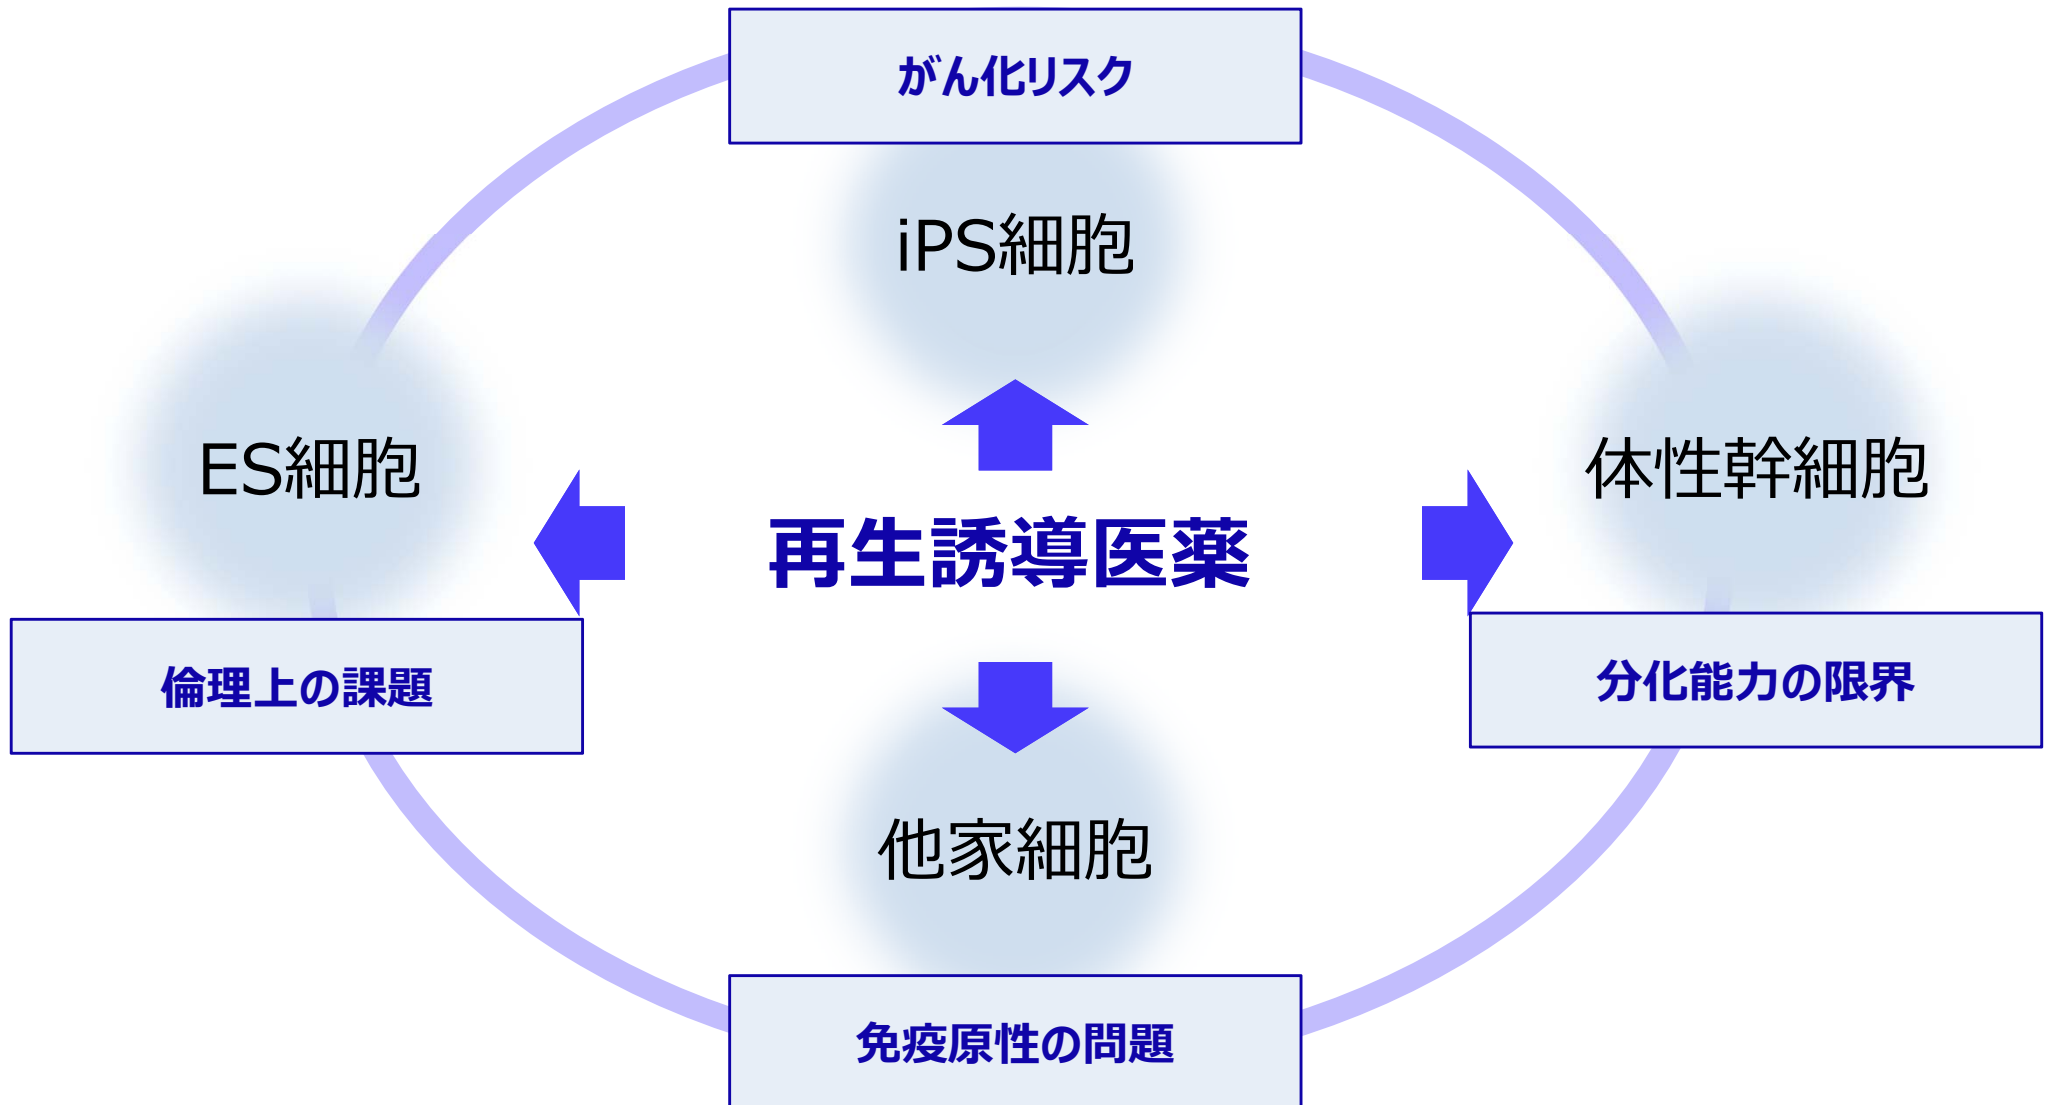 がん化リスク
iPS細胞
ES細胞
体性幹細胞
再生誘導医薬
倫理上の課題
分化能力の限界
他家細胞
免疫原性の問題